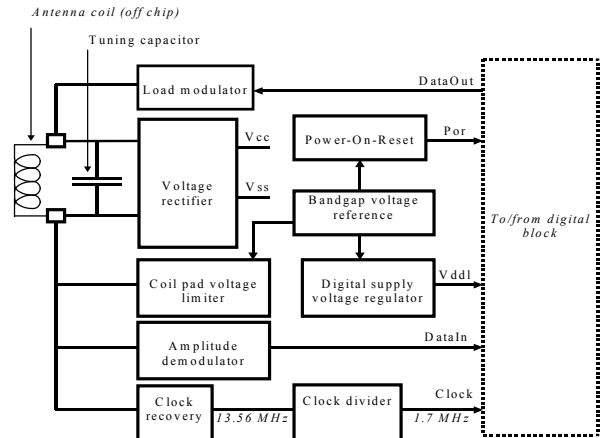 Antenna coil (off chip)
Tuning capacitor
Load modulator
DataOut
Voltage
rectifier
Vcc
Vss
Power-On-Reset
Por
Bandgap voltage
reference
To/from digital
block
Coil pad voltage
limiter
Digital supply
voltage regulator
Vddl
Amplitude
demodulator
DataIn
Clock
recovery
13.56 MHz
Clock divider
Clock
1.7 MHz